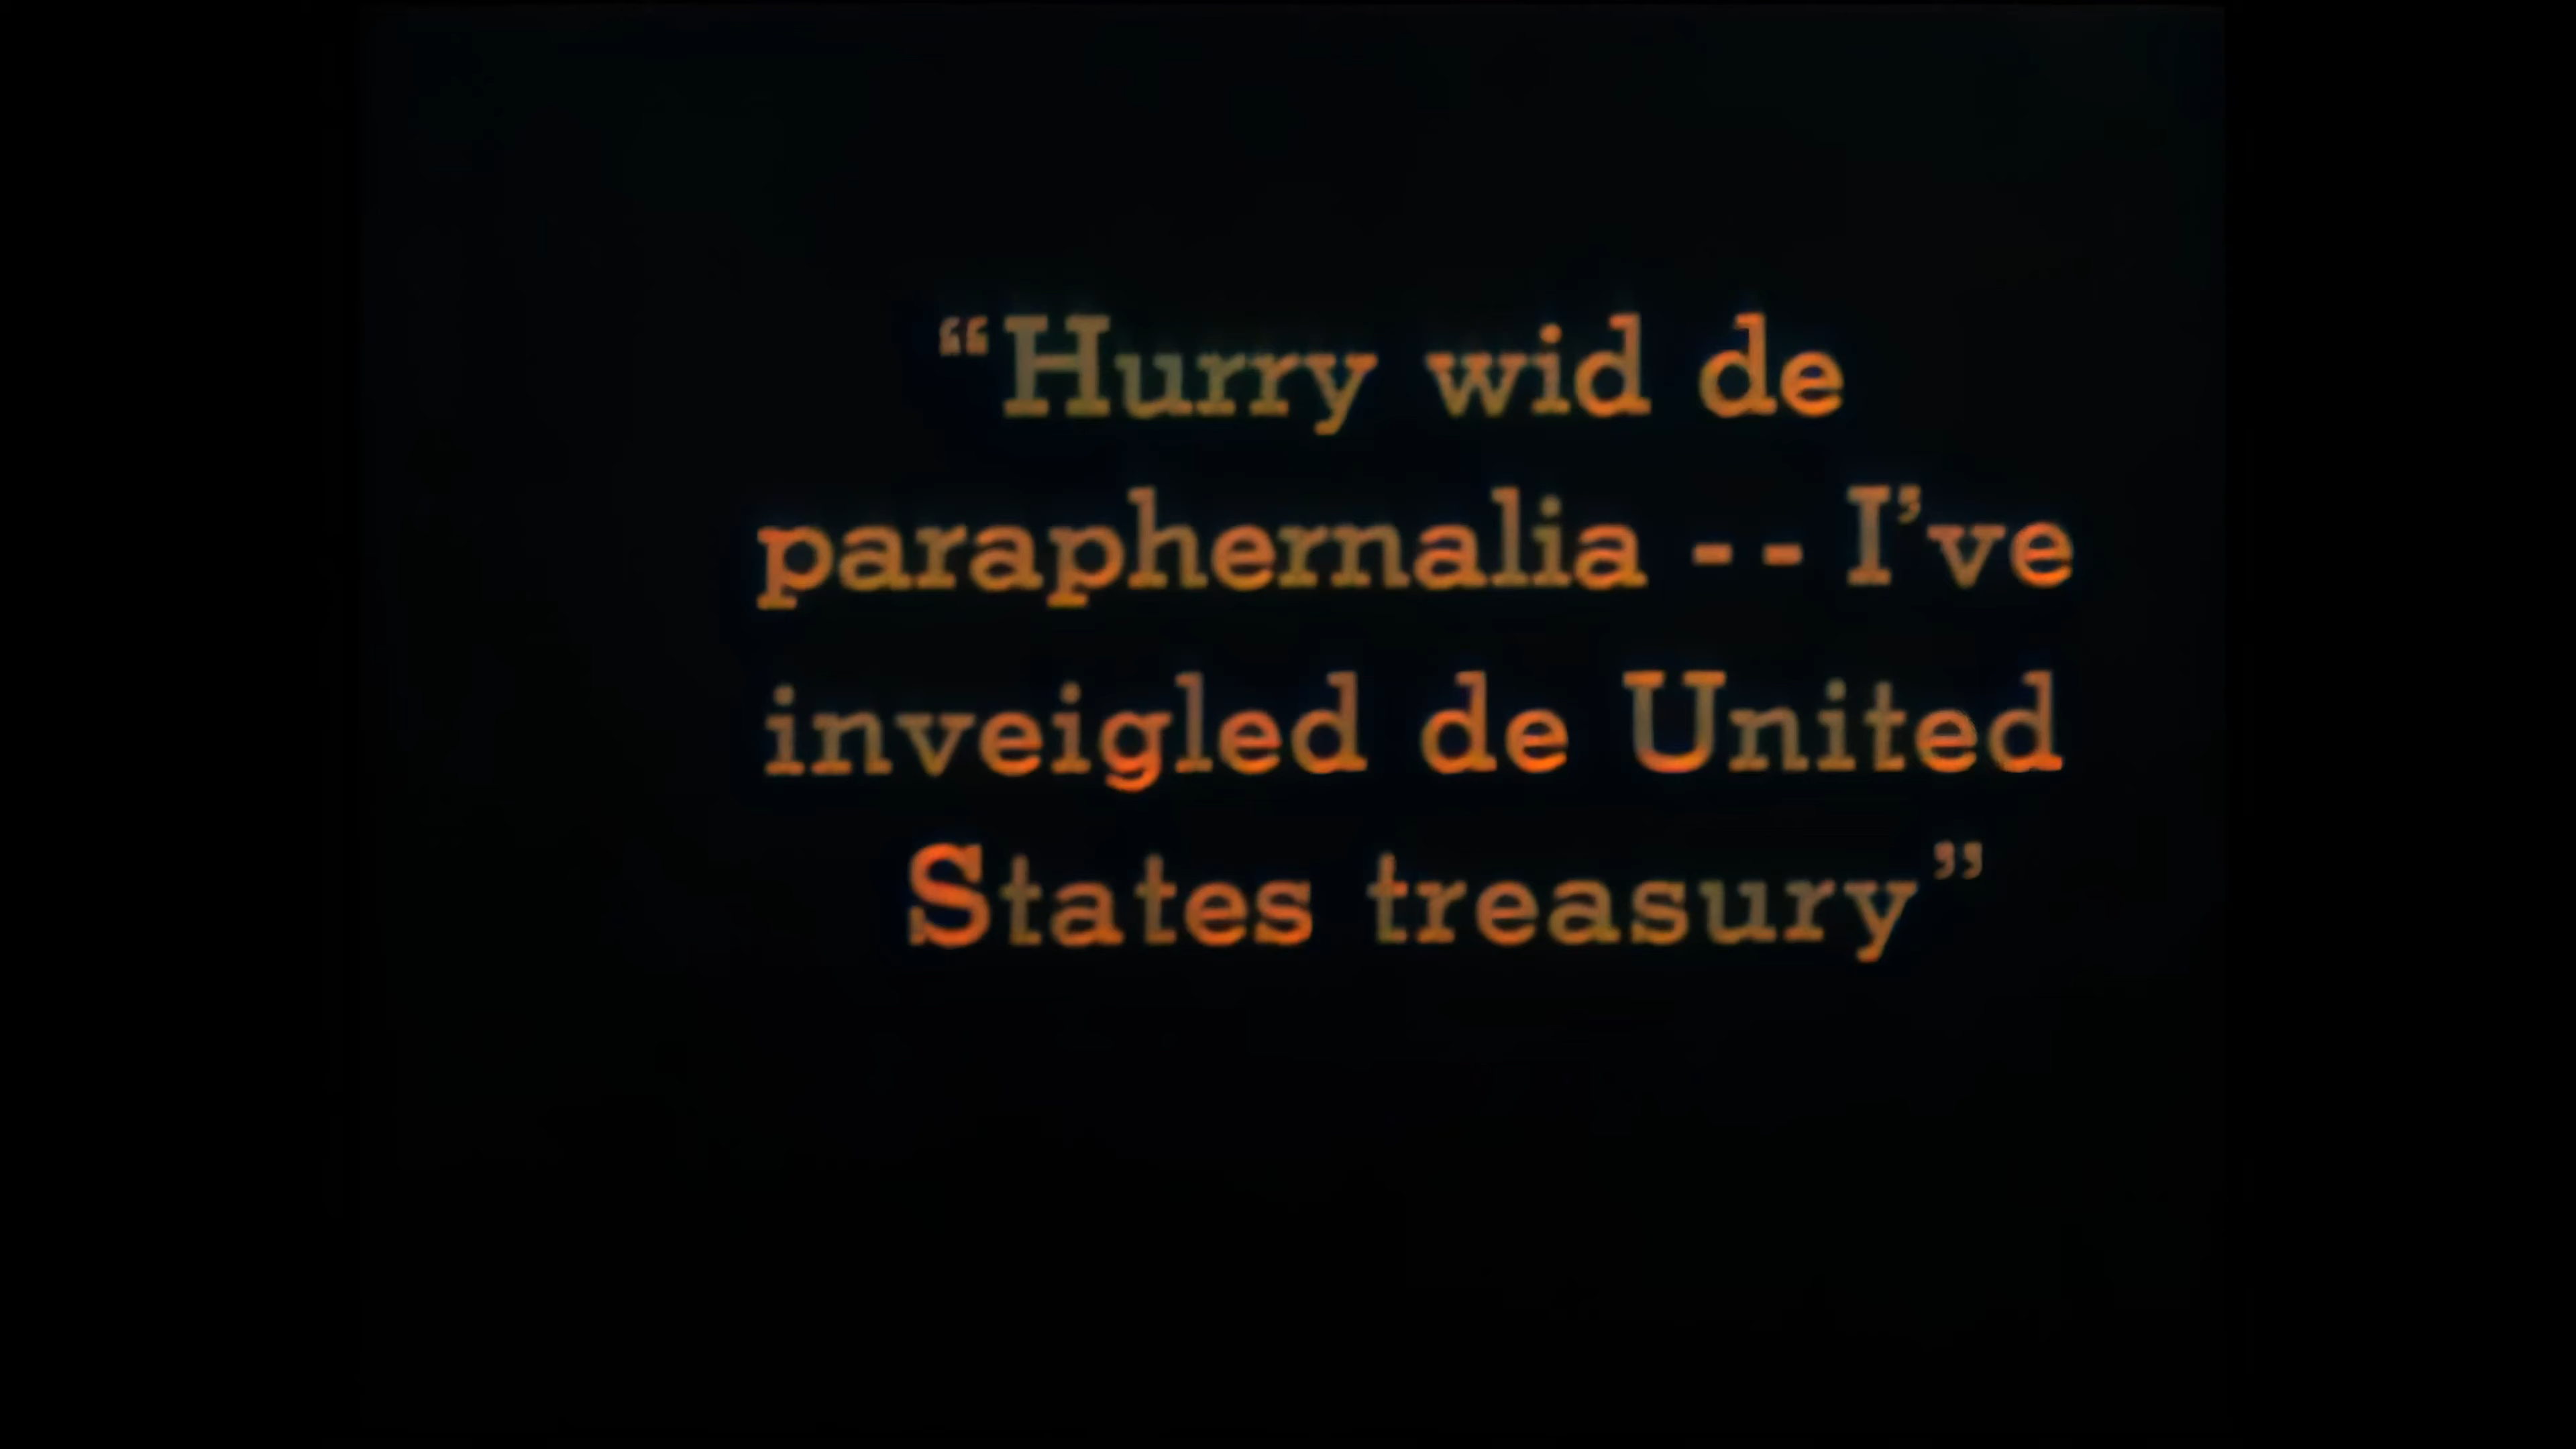 “Hurry wid de
paraphernalia -- I’ve
inveigled de United
States treasury”